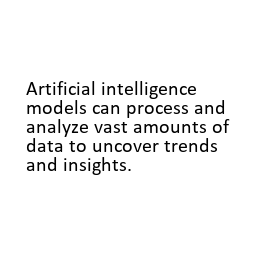 Artificial intelligence
models can process and
analyze vast amounts of
data to uncover trends
and insights.